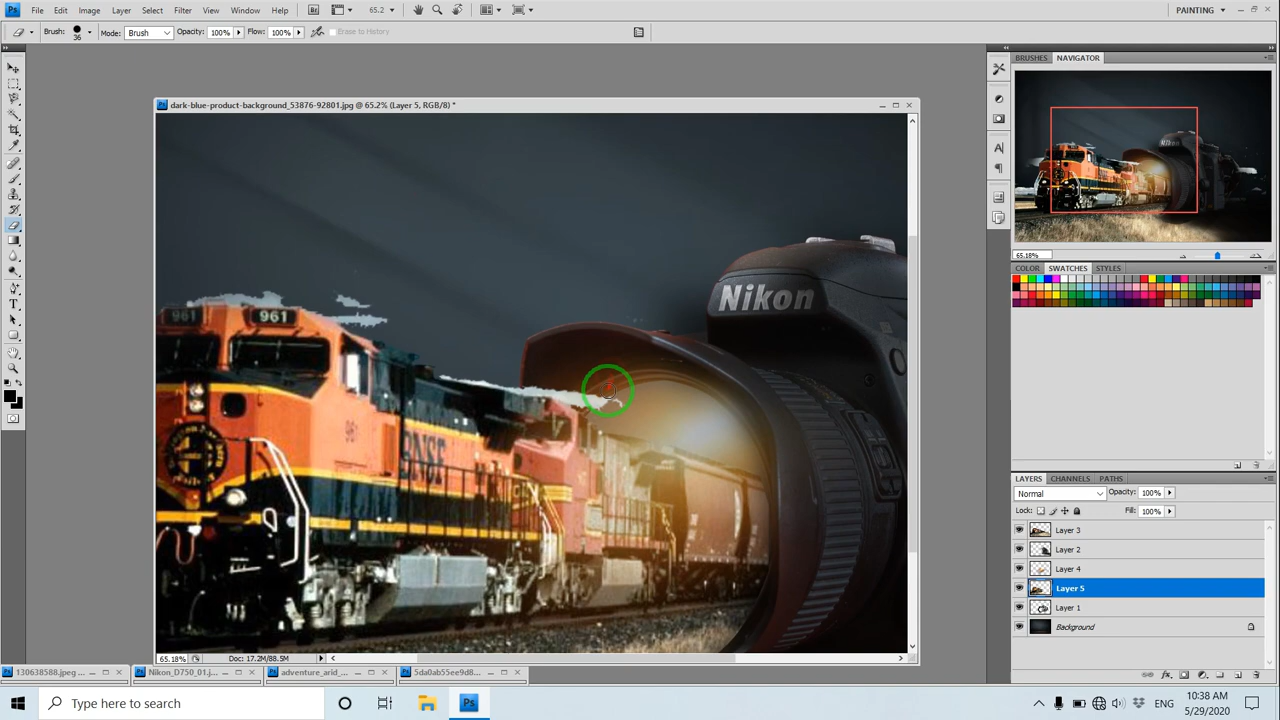 Ps File Edit Image Layer Select Filter View Window Help Br 65.2 PAINTING
Brush: 36 Mode: Brush Opacity: 100% Flow: 100% Erase to History
BRUSHES NAVIGATOR
dark-blue-product-background_53876-92801.jpg @ 65.2% (Layer 5, RGB/8) *
65.18%
COLOR SWATCHES STYLES
Nikon
961 961
961
BNSF
LAYERS CHANNELS PATHS
Normal Opacity: 100%
Lock: Fill: 100%
Layer 3
Layer 2
Layer 4
Layer 5
Layer 1
Background
65.18% Doc: 17.2M/88.5M
130638588.jpeg ... Nikon_D750_01.j... adventure_arid_... 5da0ab55ee9d8...
Type here to search
Ps
ENG
10:38 AM
5/29/2020